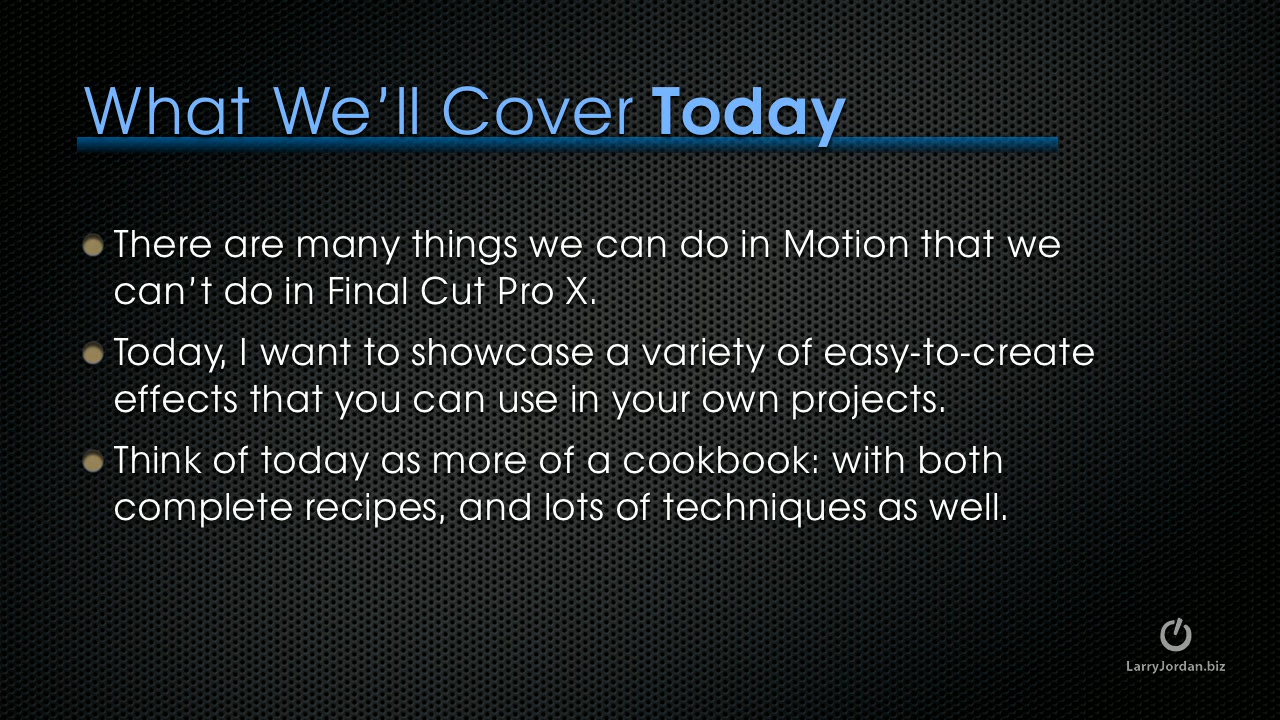 What We’ll Cover Today
There are many things we can do in Motion that we
can’t do in Final Cut Pro X.
Today, I want to showcase a variety of easy-to-create
effects that you can use in your own projects.
Think of today as more of a cookbook: with both
complete recipes, and lots of techniques as well.
LarryJordan.biz